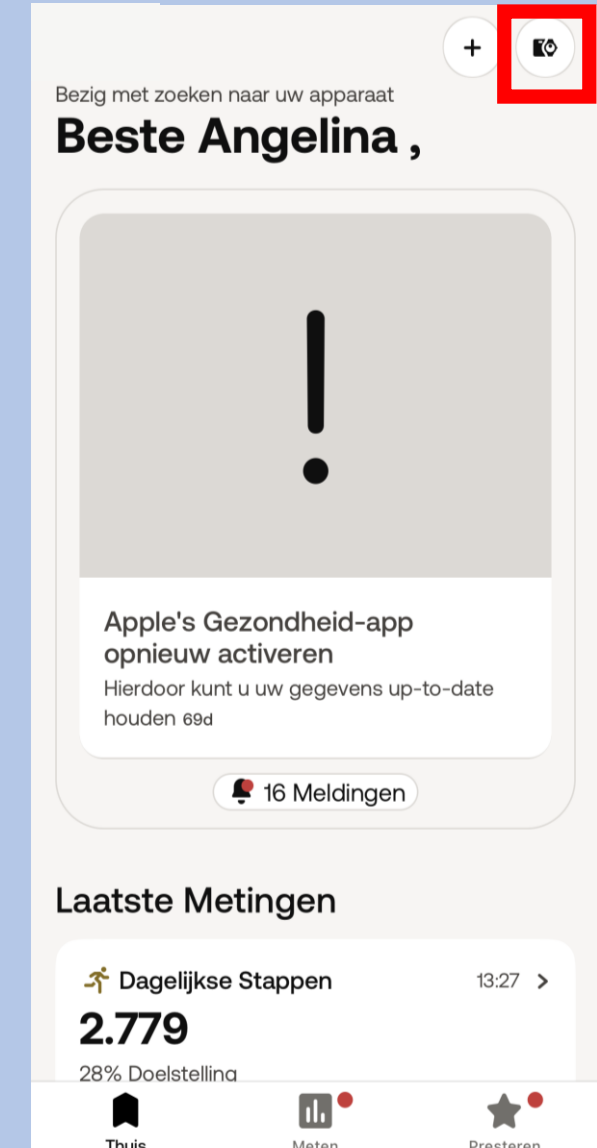 Bezig met zoeken naar uw apparaat
Beste Angelina ,
Apple's Gezondheid-app
opnieuw activeren
Hierdoor kunt u uw gegevens up-to-date
houden 69d
16 Meldingen
Laatste Metingen
Dagelijkse Stappen 13:27
2.779
28% Doelstelling
Thuis Meten Presteren